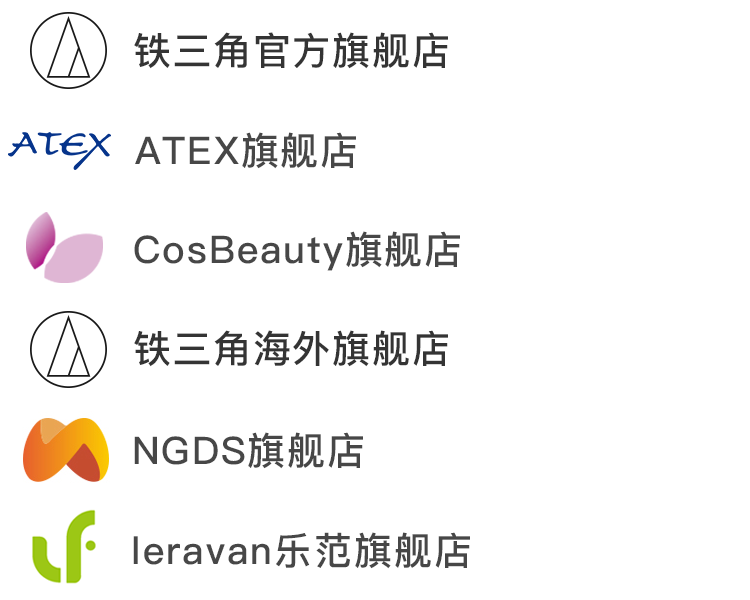 铁三角官方旗舰店
ATEX ATEX旗舰店
CosBeauty旗舰店
铁三角海外旗舰店
NGDS旗舰店
leravan乐范旗舰店